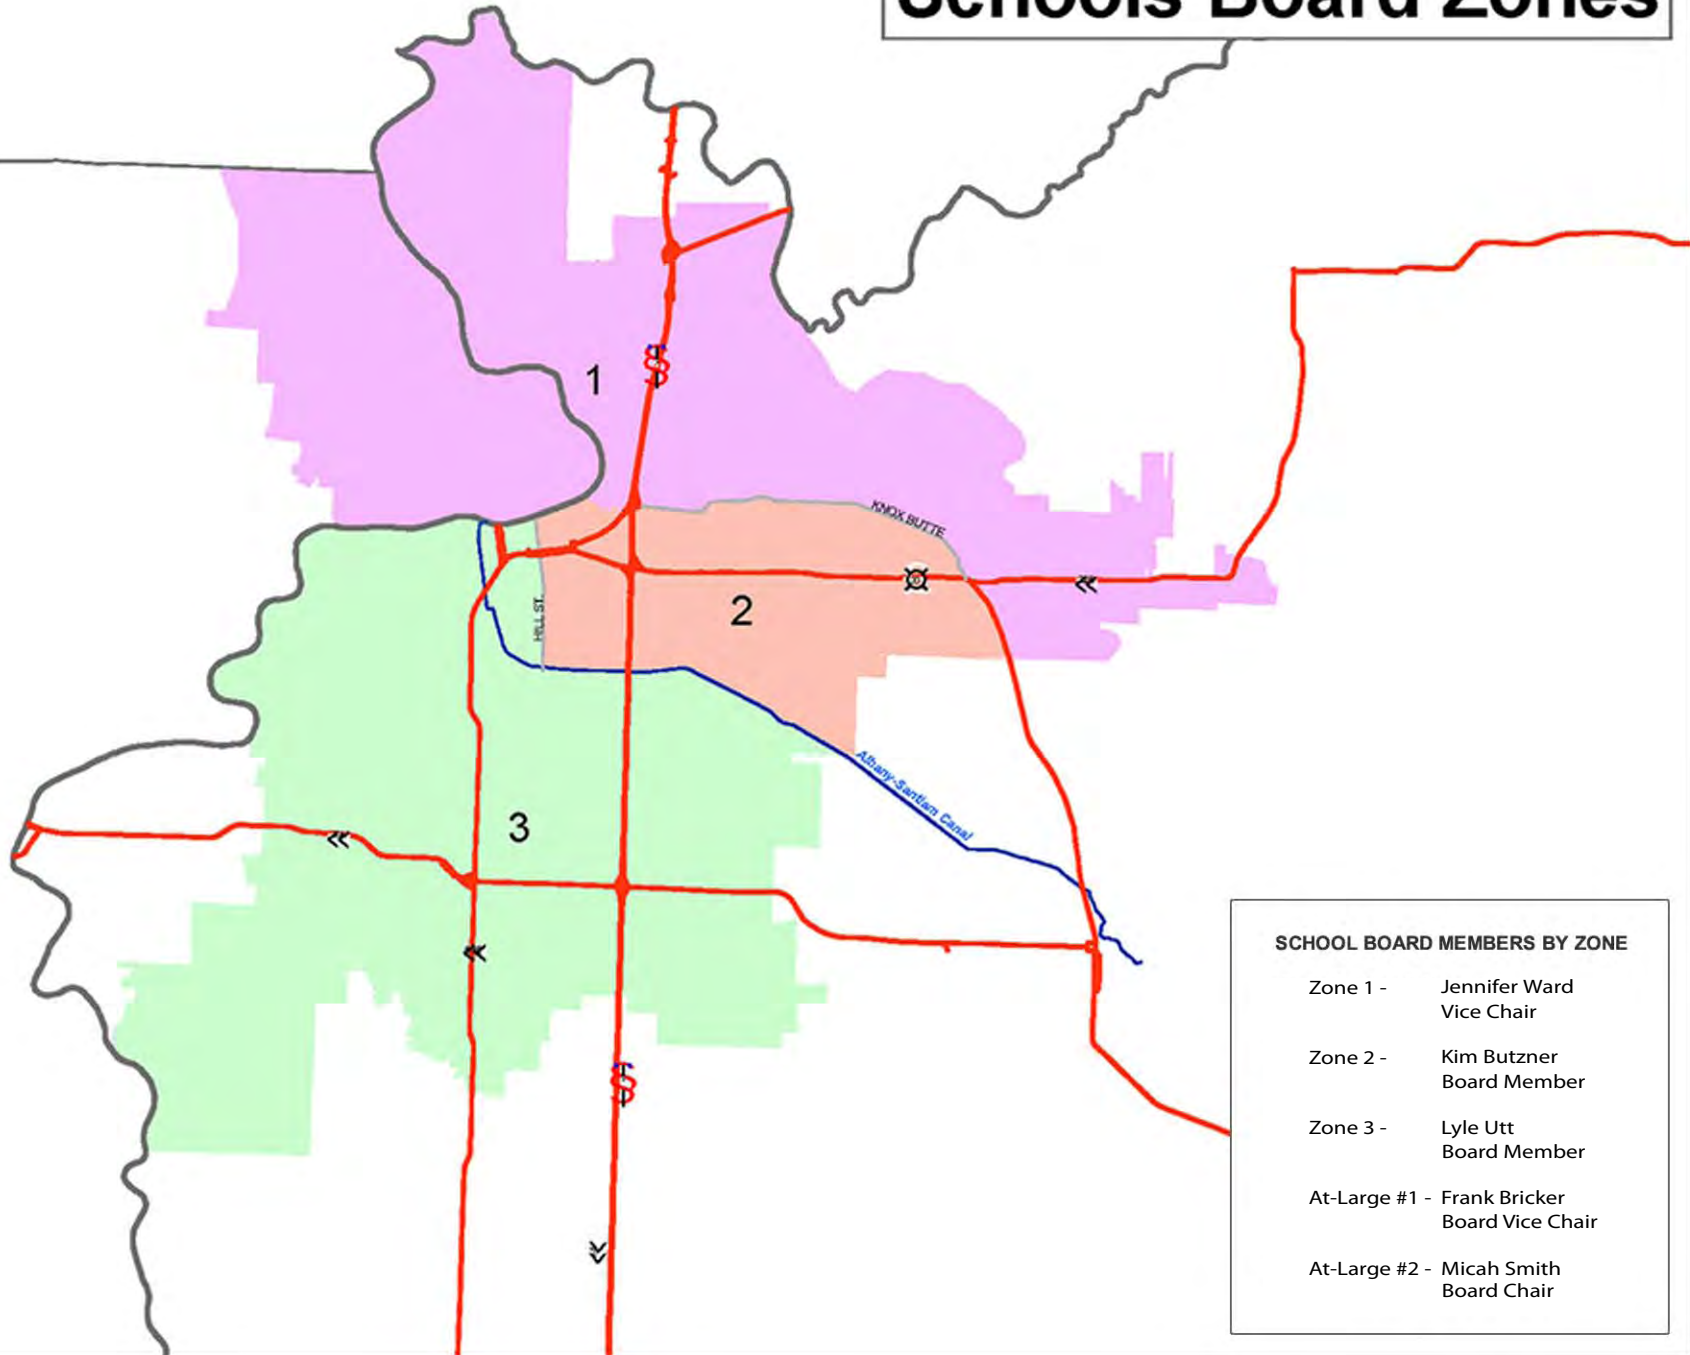 Schools Board Zones
1
KNOX BUTTE
2
HILL ST.
Albany-Santiam Canal
3
SCHOOL BOARD MEMBERS BY ZONE
Zone 1 - Jennifer Ward
Vice Chair
Zone 2 - Kim Butzner
Board Member
Zone 3 - Lyle Utt
Board Member
At-Large #1 - Frank Bricker
Board Vice Chair
At-Large #2 - Micah Smith
Board Chair